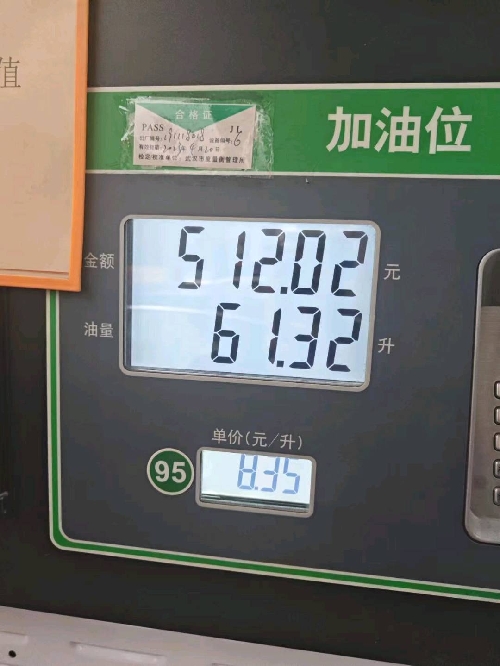 值
合格证
PASS
加油位
金额 512.02 元
油量 61.32 升
单价(元/升)
95 8.35